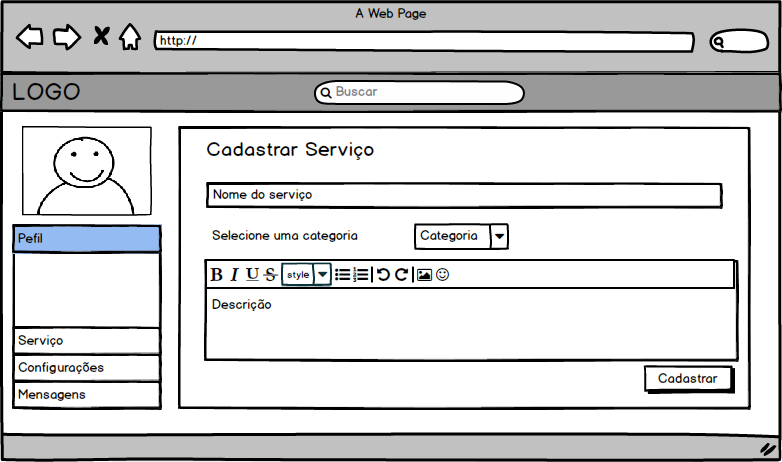 A Web Page
http://
LOGO
Buscar
Cadastrar Serviço
Nome do serviço
Pefil
Selecione uma categoria
Categoria
B I U S style
Descrição
Serviço
Configurações
Mensagens
Cadastrar